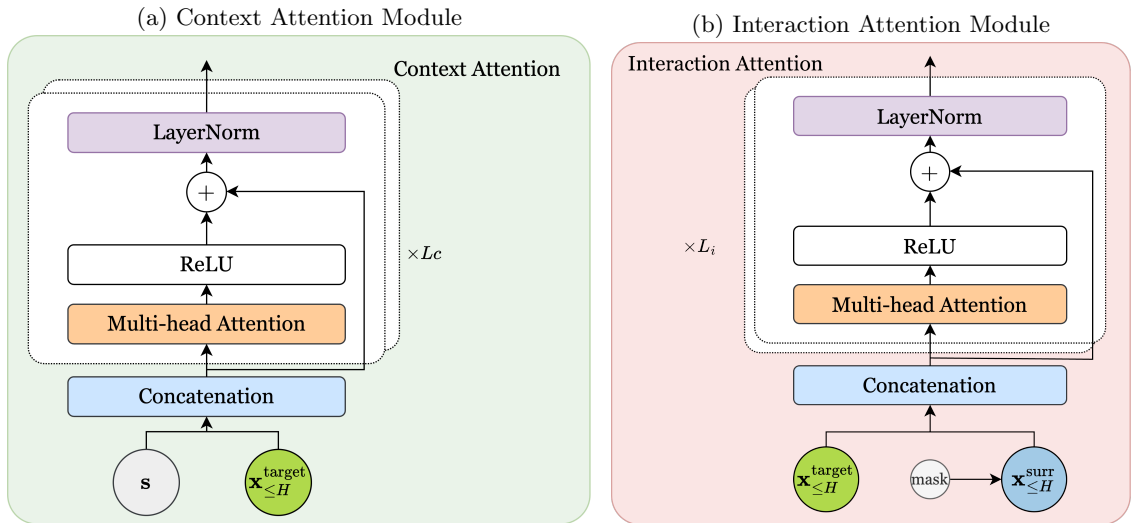 (a) Context Attention Module
Context Attention
LayerNorm
+
ReLU
×Lc
Multi-head Attention
Concatenation
s
x^target_≤H
(b) Interaction Attention Module
Interaction Attention
LayerNorm
+
×L_i
ReLU
Multi-head Attention
Concatenation
x^target_≤H
mask
x^surr_≤H